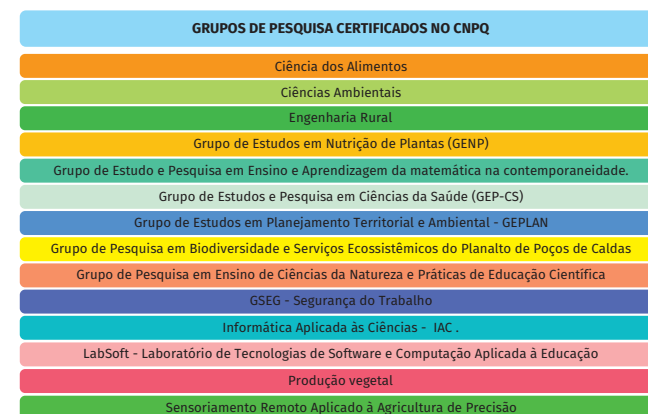 GRUPOS DE PESQUISA CERTIFICADOS NO CNPQ
Ciência dos Alimentos
Ciências Ambientais
Engenharia Rural
Grupo de Estudos em Nutrição de Plantas (GENP)
Grupo de Estudo e Pesquisa em Ensino e Aprendizagem da matemática na contemporaneidade.
Grupo de Estudos e Pesquisa em Ciências da Saúde (GEP-CS)
Grupo de Estudos em Planejamento Territorial e Ambiental - GEPLAN
Grupo de Pesquisa em Biodiversidade e Serviços Ecossistêmicos do Planalto de Poços de Caldas
Grupo de Pesquisa em Ensino de Ciências da Natureza e Práticas de Educação Científica
GSEG - Segurança do Trabalho
Informática Aplicada às Ciências - IAC .
LabSoft - Laboratório de Tecnologias de Software e Computação Aplicada à Educação
Produção vegetal
Sensoriamento Remoto Aplicado à Agricultura de Precisão